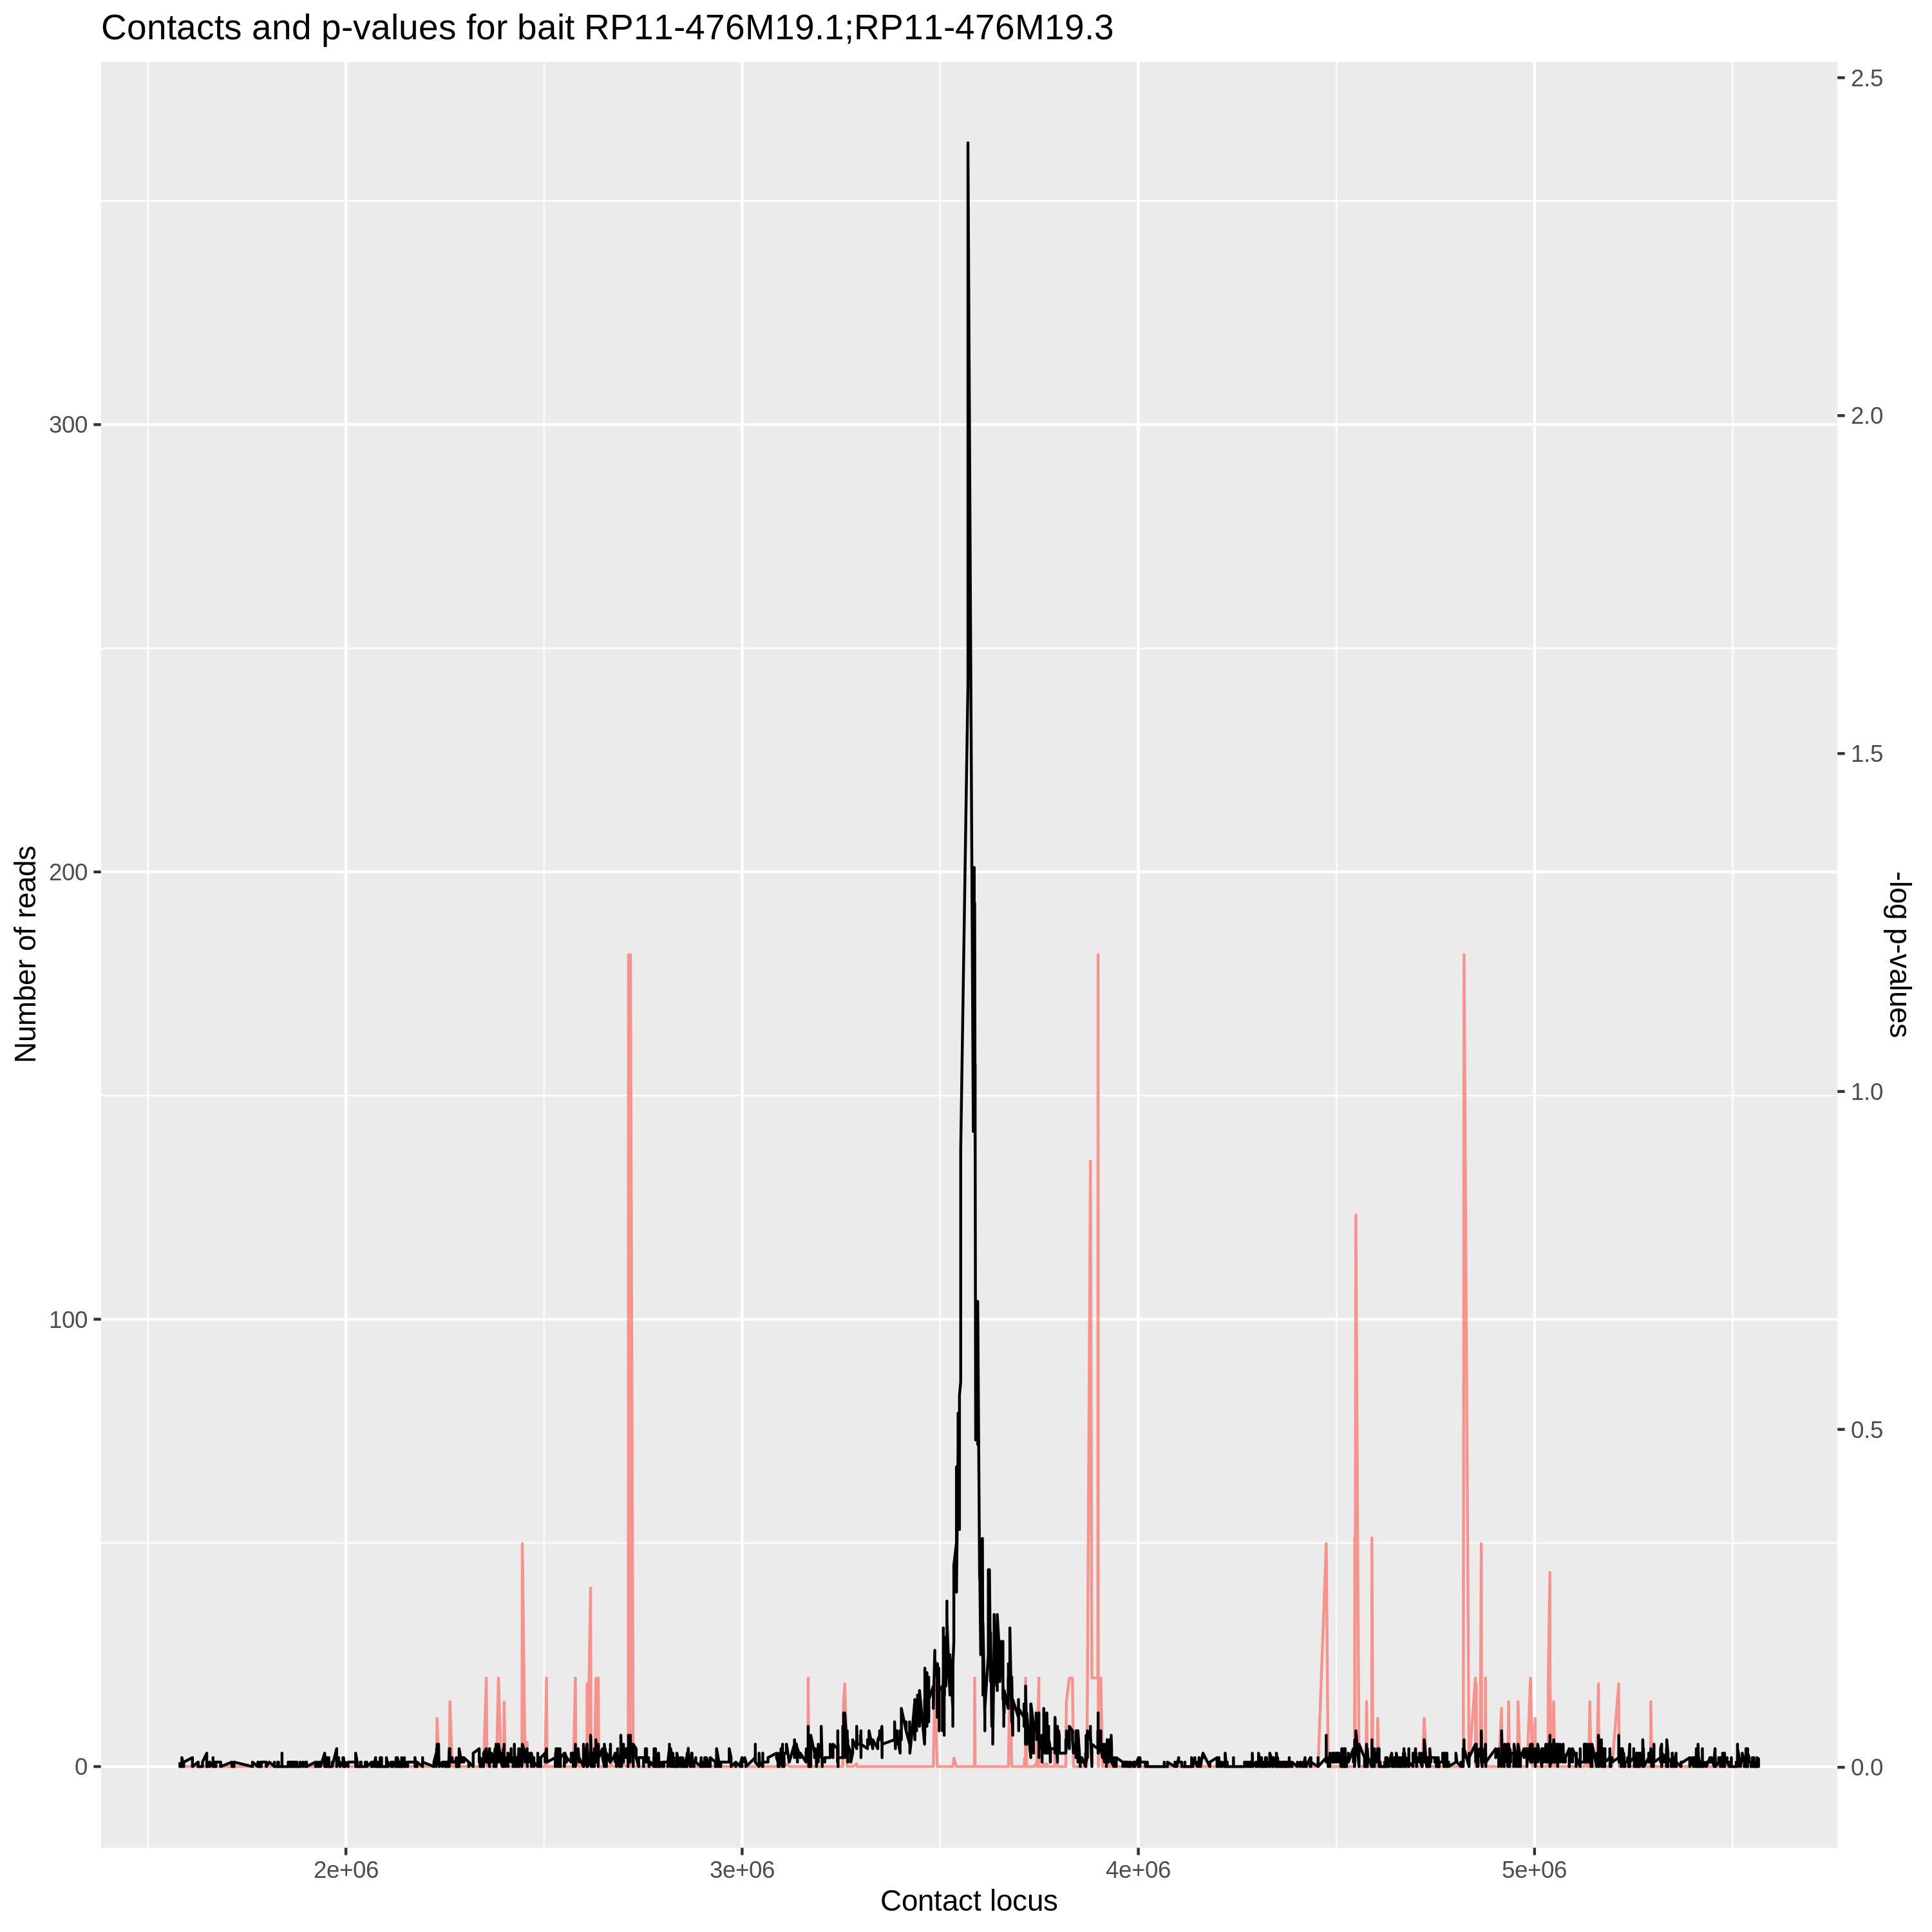 Contacts and p-values for bait RP11-476M19.1;RP11-476M19.3
Number of reads
300
200
100
0
2.5
2.0
1.5
1.0
0.5
0.0
-log p-values
2e+06 3e+06 4e+06 5e+06
Contact locus